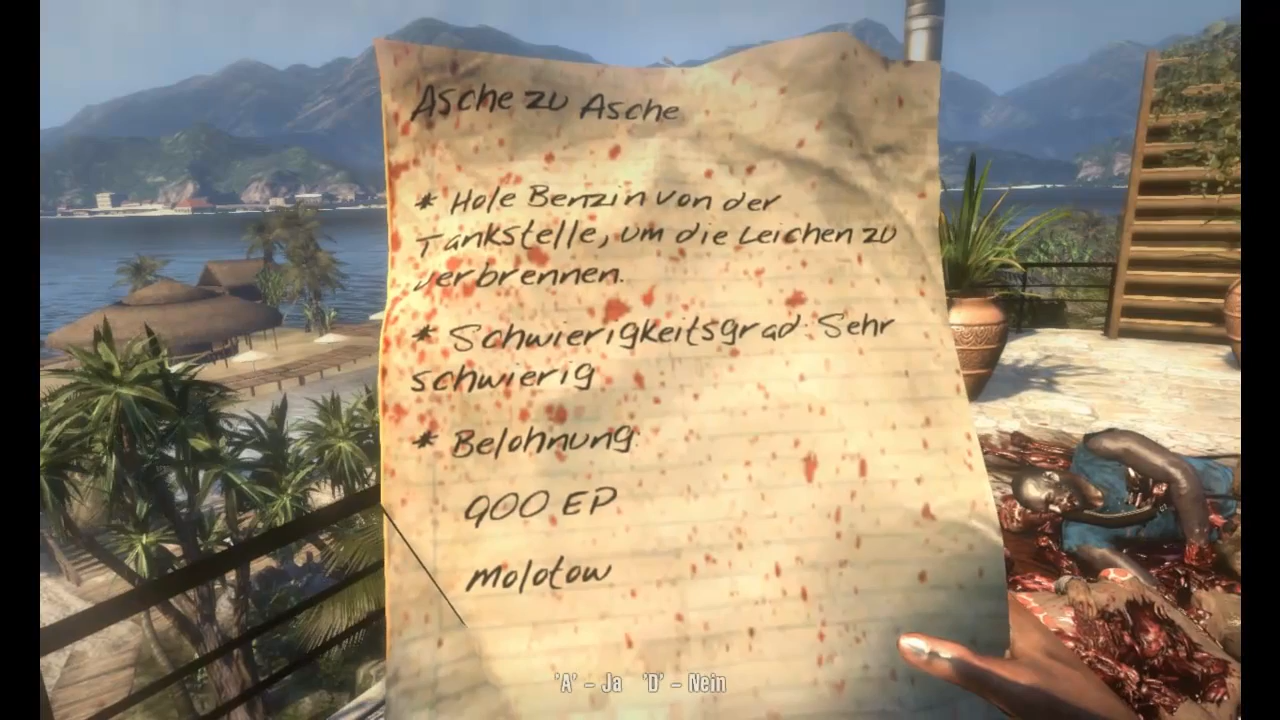 Asche zu Asche
* Hole Benzin von der
Tankstelle, um die Leichen zu
verbrennen.
* Schwierigkeitsgrad: Sehr
schwierig
* Belohnung:
900 EP
Molotow
'A' - Ja 'D' - Nein